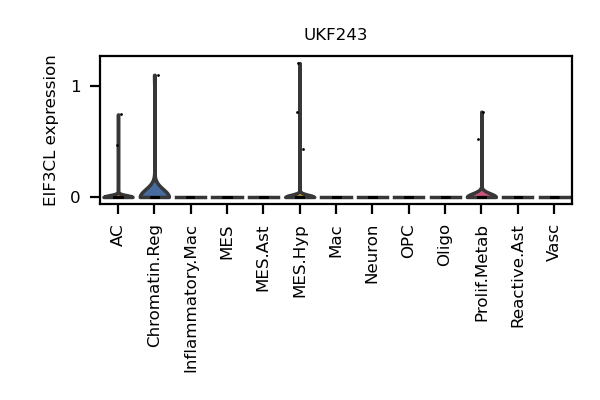 UKF243
EIF3CL expression
1
0
AC
Chromatin.Reg
Inflammatory.Mac
MES
MES.Ast
MES.Hyp
Mac
Neuron
OPC
Oligo
Prolif.Metab
Reactive.Ast
Vasc